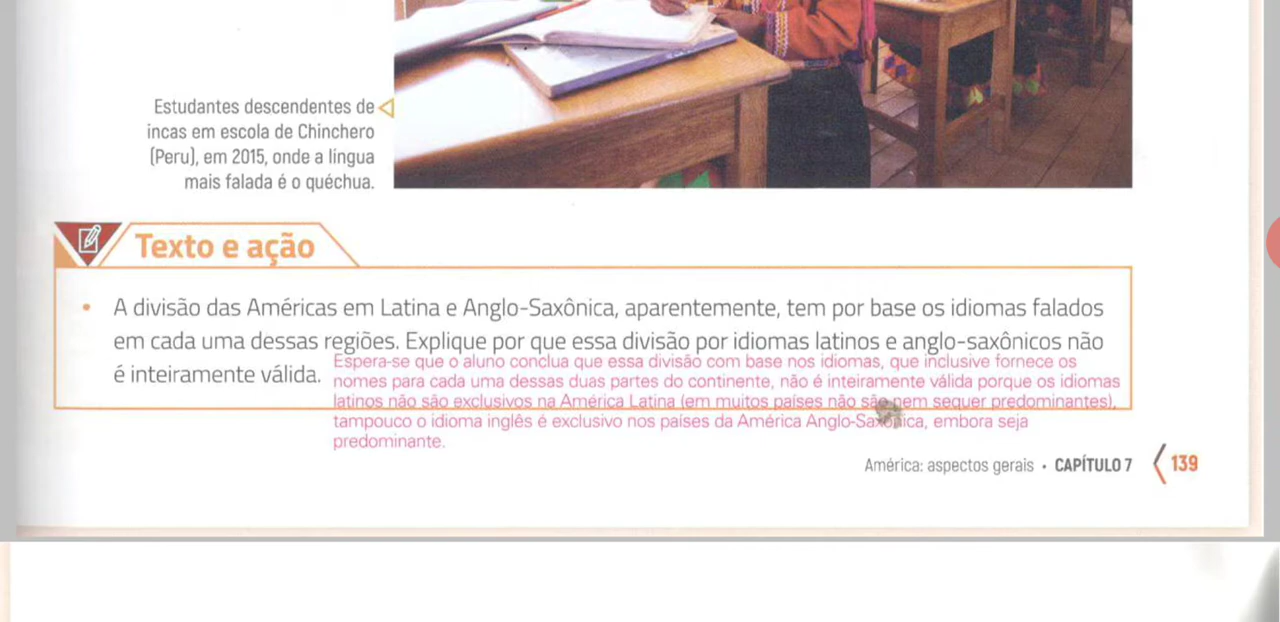 Estudantes descendentes de
incas em escola de Chinchero
(Peru), em 2015, onde a língua
mais falada é o quéchua.
Texto e ação
• A divisão das Américas em Latina e Anglo-Saxônica, aparentemente, tem por base os idiomas falados
em cada uma dessas regiões. Explique por que essa divisão por idiomas latinos e anglo-saxônicos não
é inteiramente válida.
Espera-se que o aluno conclua que essa divisão com base nos idiomas, que inclusive fornece os
nomes para cada uma dessas duas partes do continente, não é inteiramente válida porque os idiomas
latinos não são exclusivos na América Latina (em muitos países não são nem sequer predominantes),
tampouco o idioma inglês é exclusivo nos países da América Anglo-Saxônica, embora seja
predominante.
América: aspectos gerais • CAPÍTULO 7 139